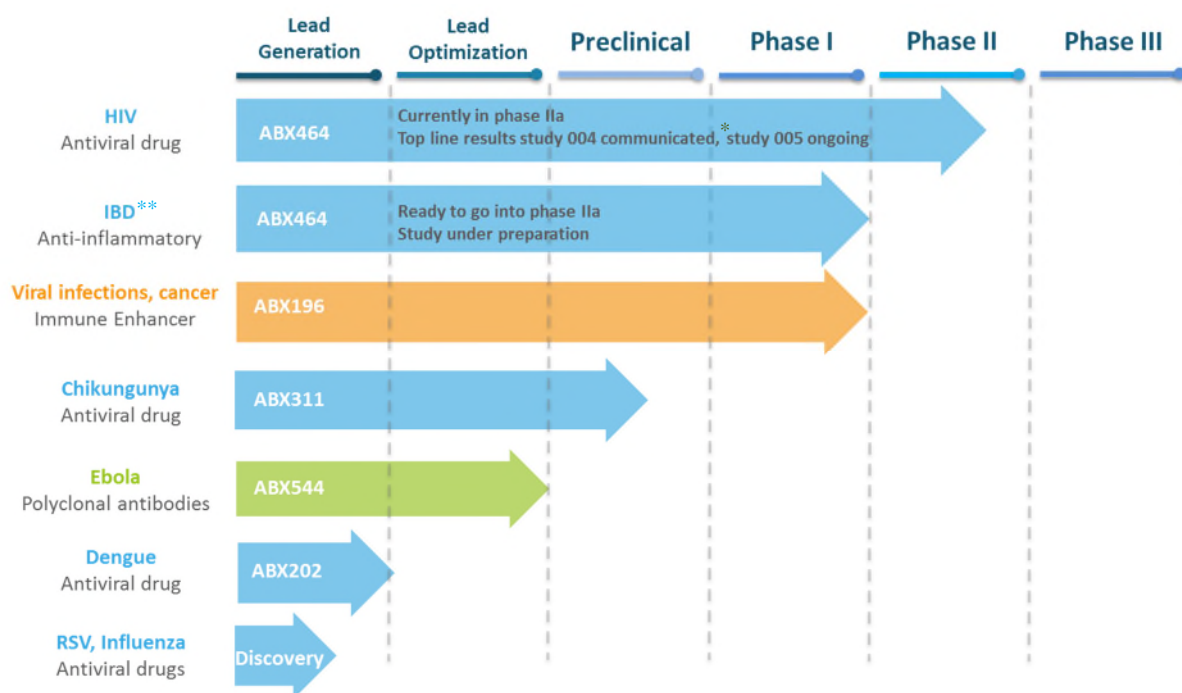 Lead
Generation
Lead
Optimization
Preclinical
Phase I
Phase II
Phase III
HIV
Antiviral drug
ABX464
Currently in phase IIa
Top line results study 004 communicated, *study 005 ongoing
IBD**
Anti-inflammatory
ABX464
Ready to go into phase IIa
Study under preparation
Viral infections, cancer
Immune Enhancer
ABX196
Chikungunya
Antiviral drug
ABX311
Ebola
Polyclonal antibodies
ABX544
Dengue
Antiviral drug
ABX202
RSV, Influenza
Antiviral drugs
Discovery